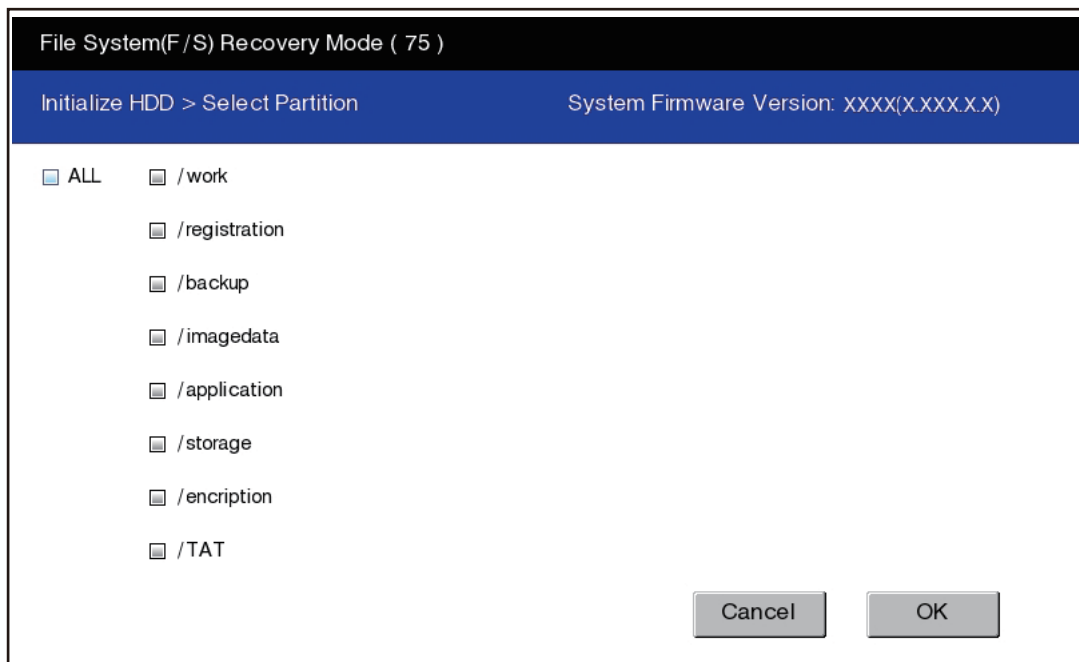 File System(F/S) Recovery Mode ( 75 )
Initialize HDD > Select Partition System Firmware Version: XXXX(X.XXX.X.X)
ALL /work
/registration
/backup
/imagedata
/application
/storage
/encription
/TAT
Cancel OK